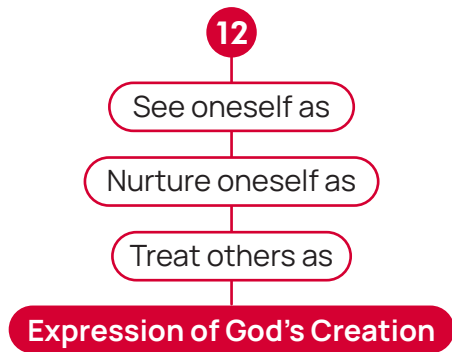 12
See oneself as
Nurture oneself as
Treat others as
Expression of God's Creation